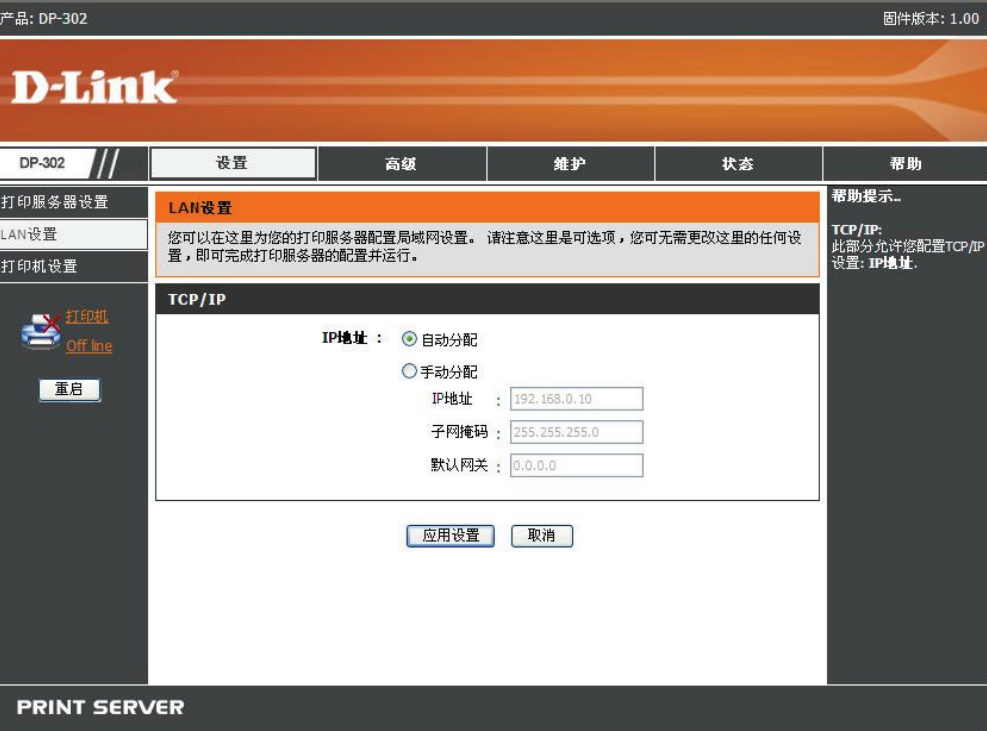 产品: DP-302
固件版本: 1.00
D-Link®
DP-302
设置
高级
维护
状态
帮助
打印服务器设置
LAN设置
打印机设置
打印机
Off line
重启
LAN设置
您可以在这里为您的打印服务器配置局域网设置。 请注意这里是可选项，您可无需更改这里的任何设
置，即可完成打印服务器的配置并运行。
TCP/IP
IP地址 : 自动分配
手动分配
IP地址 : 192.168.0.10
子网掩码 : 255.255.255.0
默认网关 : 0.0.0.0
应用设置 取消
帮助提示..
TCP/IP:
此部分允许您配置TCP/IP
设置: IP地址.
PRINT SERVER